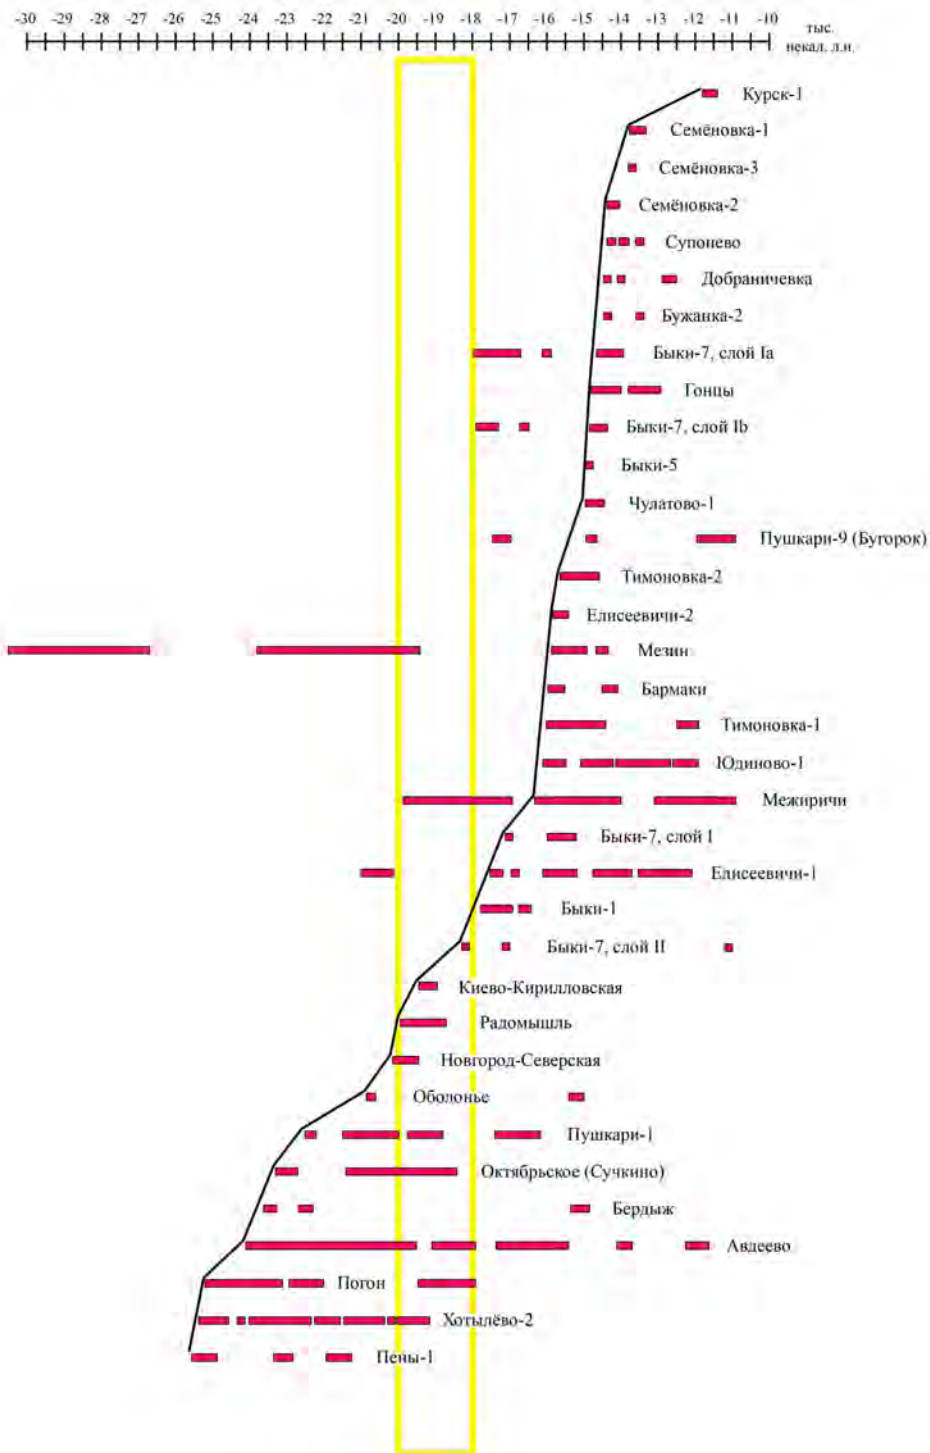 -30 -29 -28 -27 -26 -25 -24 -23 -22 -21 -20 -19 -18 -17 -16 -15 -14 -13 -12 -11 -10
тыс.
некал. л.н.
Курск-1
Семёновка-1
Семёновка-3
Семёновка-2
Супонево
Добраничевка
Бужанка-2
Быки-7, слой Ia
Гонцы
Быки-7, слой Ib
Быки-5
Чулатово-1
Пушкари-9 (Бугорок)
Тимоновка-2
Елисеевичи-2
Мезин
Бармаки
Тимоновка-1
Юдиново-1
Межиричи
Быки-7, слой I
Елисеевичи-1
Быки-1
Быки-7, слой II
Киево-Кирилловская
Радомышль
Новгород-Северская
Оболонье
Пушкари-1
Октябрьское (Сучкино)
Бердыж
Авдеево
Погон
Хотылёво-2
Пены-1